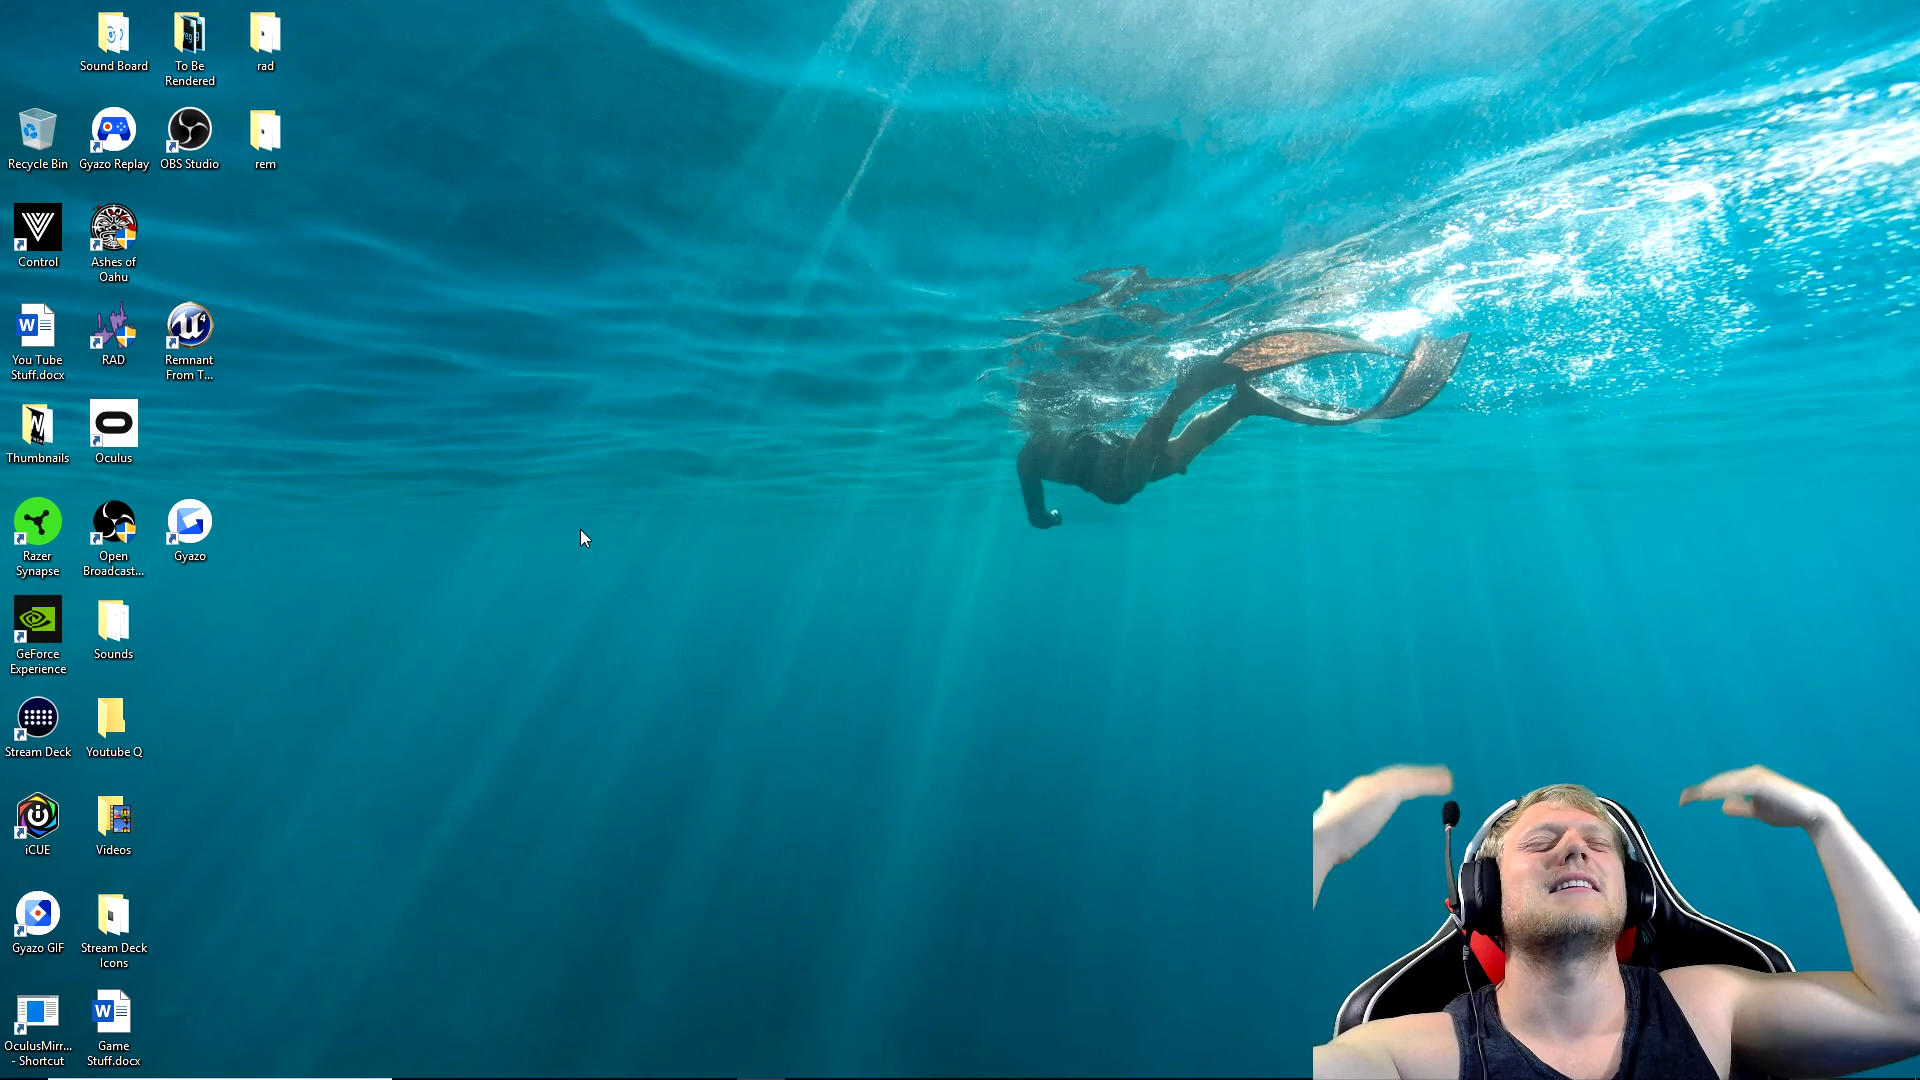 Sound Board
To Be
Rendered
rad
Recycle Bin
Gyazo Replay
OBS Studio
rem
Control
Ashes of
Oahu
You Tube
Stuff.docx
RAD
Remnant
From T...
Thumbnails
Oculus
Razer
Synapse
Open
Broadcast...
Gyazo
GeForce
Experience
Sounds
Stream Deck
Youtube Q
iCUE
Videos
Gyazo GIF
Stream Deck
Icons
OculusMirr...
- Shortcut
Game
Stuff.docx